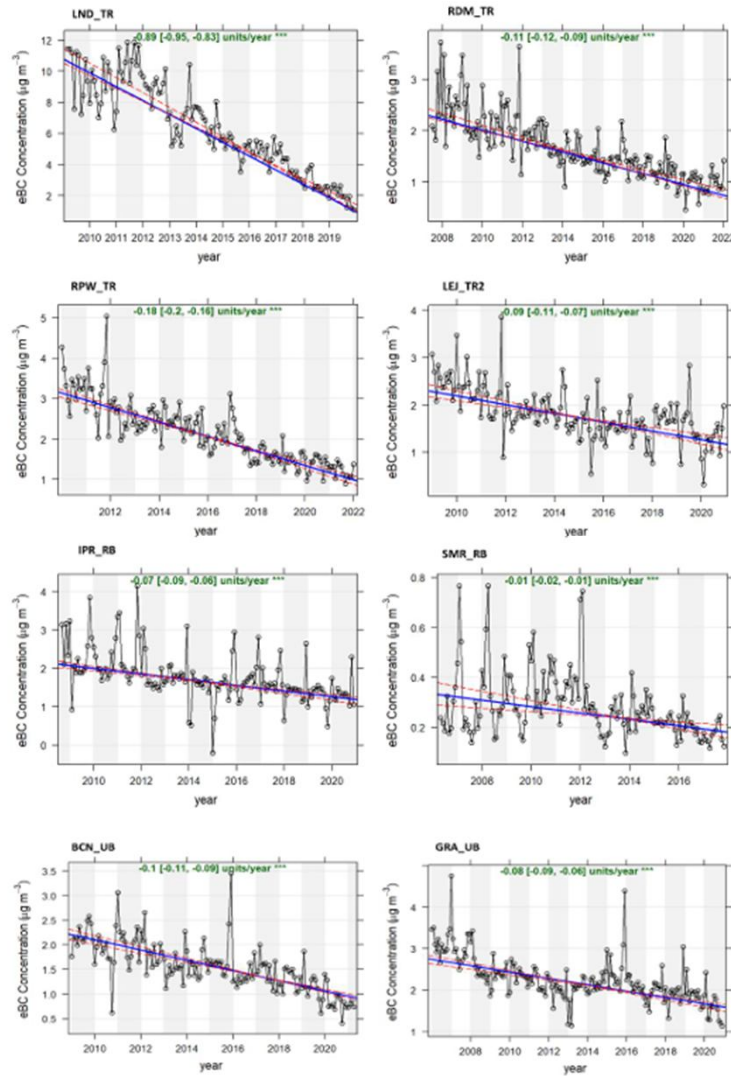 LND_TR
-0.89 [-0.95, -0.83] units/year ***
eBC Concentration (μg m⁻³)
12
10
8
6
4
2
2010 2011 2012 2013 2014 2015 2016 2017 2018 2019
year
RDM_TR
-0.11 [-0.12, -0.09] units/year ***
eBC Concentration (μg m⁻³)
3
2
1
2008 2010 2012 2014 2016 2018 2020 2022
year
RPW_TR
-0.18 [-0.2, -0.16] units/year ***
eBC Concentration (μg m⁻³)
5
4
3
2
1
2012 2014 2016 2018 2020 2022
year
LEJ_TR2
-0.09 [-0.11, -0.07] units/year ***
eBC Concentration (μg m⁻³)
4
3
2
1
2010 2012 2014 2016 2018 2020
year
IPR_RB
-0.07 [-0.09, -0.06] units/year ***
eBC Concentration (μg m⁻³)
4
3
2
1
0
2010 2012 2014 2016 2018 2020
year
SMR_RB
-0.01 [-0.02, -0.01] units/year ***
eBC Concentration (μg m⁻³)
0.8
0.6
0.4
0.2
2008 2010 2012 2014 2016
year
BCN_UB
-0.1 [-0.11, -0.09] units/year ***
eBC Concentration (μg m⁻³)
3.5
3.0
2.5
2.0
1.5
1.0
0.5
2010 2012 2014 2016 2018 2020
year
GRA_UB
-0.08 [-0.09, -0.06] units/year ***
eBC Concentration (μg m⁻³)
4
3
2
1
2008 2010 2012 2014 2016 2018 2020
year